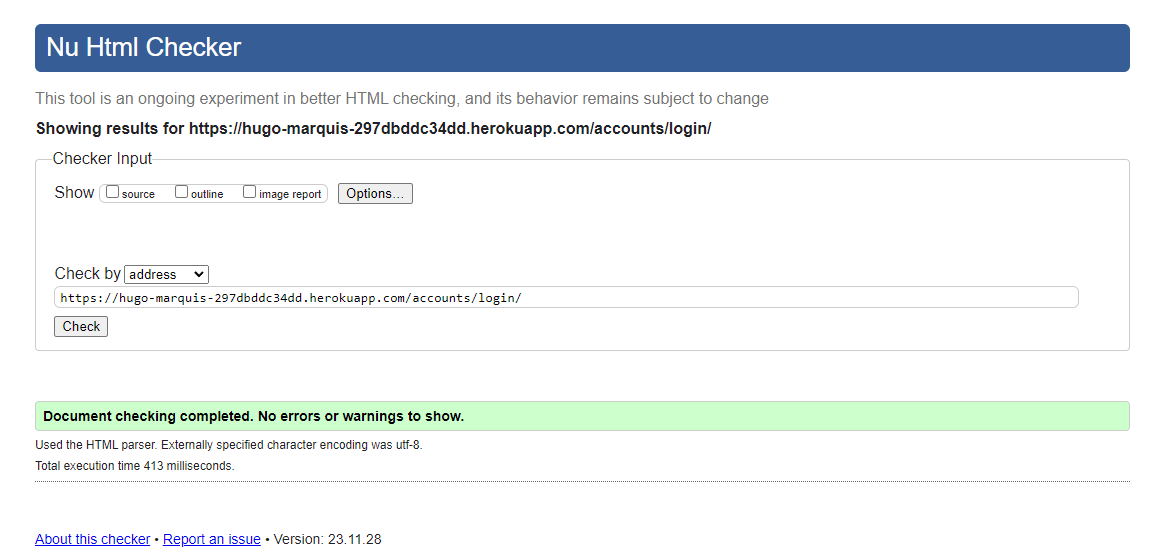 Nu Html Checker
This tool is an ongoing experiment in better HTML checking, and its behavior remains subject to change
Showing results for https://hugo-marquis-297dbddc34dd.herokuapp.com/accounts/login/
Checker Input
Show source outline image report Options...
Check by address
https://hugo-marquis-297dbddc34dd.herokuapp.com/accounts/login/
Check
Document checking completed. No errors or warnings to show.
Used the HTML parser. Externally specified character encoding was utf-8.
Total execution time 413 milliseconds.
About this checker • Report an issue • Version: 23.11.28